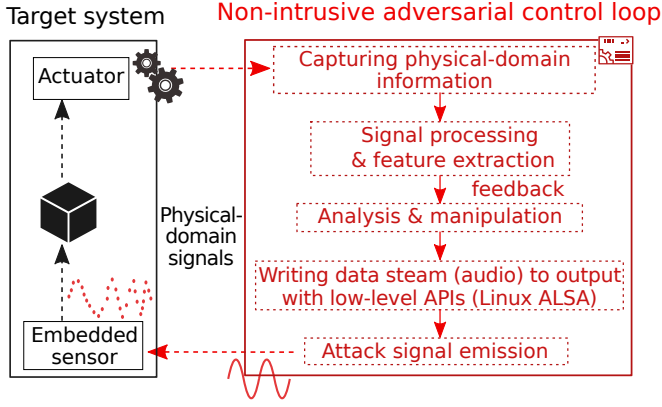 Target system
Non-intrusive adversarial control loop
Actuator
Capturing physical-domain
information
Signal processing
& feature extraction
feedback
Physical-
domain
signals
Analysis & manipulation
Writing data steam (audio) to output
with low-level APIs (Linux ALSA)
Embedded
sensor
Attack signal emission